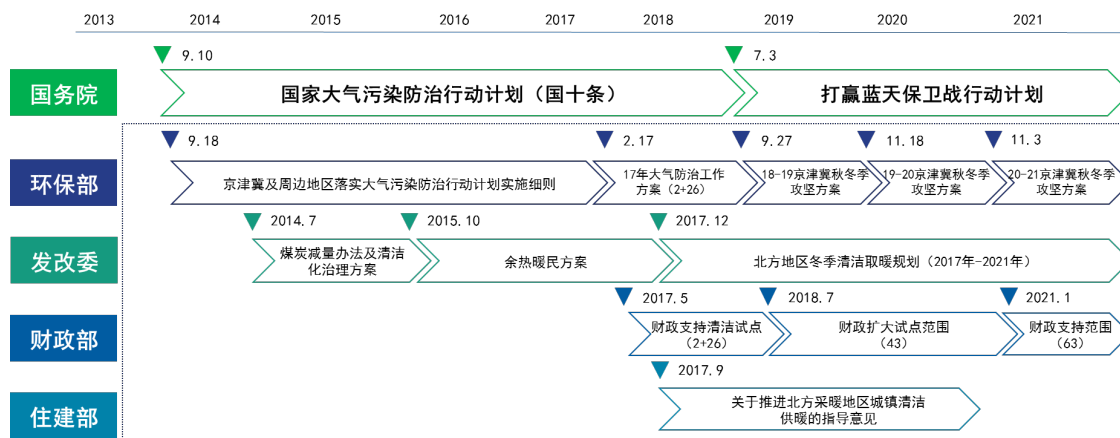 2013 2014 2015 2016 2017 2018 2019 2020 2021
9.10 7.3
国务院 国家大气污染防治行动计划（国十条） 打赢蓝天保卫战行动计划
9.18 2.17 9.27 11.18 11.3
环保部 京津冀及周边地区落实大气污染防治行动计划实施细则
17年大气防治工作
方案（2+26）
18-19京津冀秋冬季
攻坚方案
19-20京津冀秋冬季
攻坚方案
20-21京津冀秋冬季
攻坚方案
2014.7 2015.10 2017.12
发改委
煤炭减量办法及清洁
化治理方案
余热暖民方案
北方地区冬季清洁取暖规划（2017年-2021年）
2017.5 2018.7 2021.1
财政部
财政支持清洁试点
（2+26）
财政扩大试点范围
（43）
财政支持范围
（63）
2017.9
住建部
关于推进北方采暖地区城镇清洁
供暖的指导意见